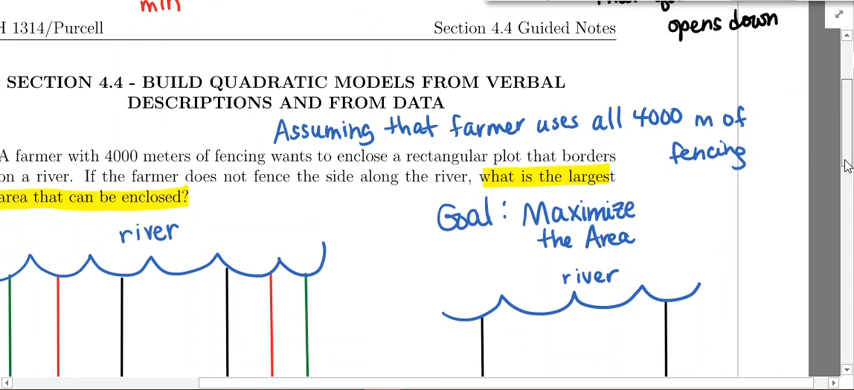 min
opens down
H 1314/Purcell
Section 4.4 Guided Notes
SECTION 4.4 - BUILD QUADRATIC MODELS FROM VERBAL
DESCRIPTIONS AND FROM DATA
Assuming that farmer uses all 4000 m of
fencing
A farmer with 4000 meters of fencing wants to enclose a rectangular plot that borders
on a river. If the farmer does not fence the side along the river, what is the largest
area that can be enclosed?
Goal: Maximize
the Area
river
river